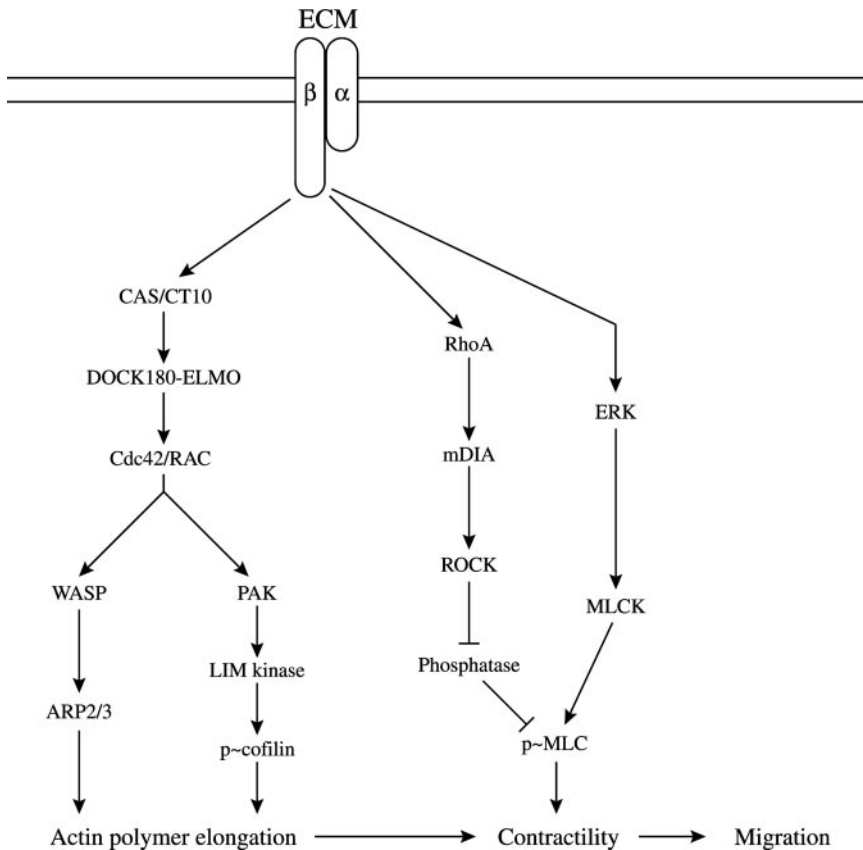 ECM
β α
CAS/CT10
DOCK180-ELMO
Cdc42/RAC
WASP
PAK
ARP2/3
LIM kinase
p~cofilin
RhoA
mDIA
ROCK
Phosphatase
ERK
MLCK
p~MLC
Actin polymer elongation
Contractility
Migration